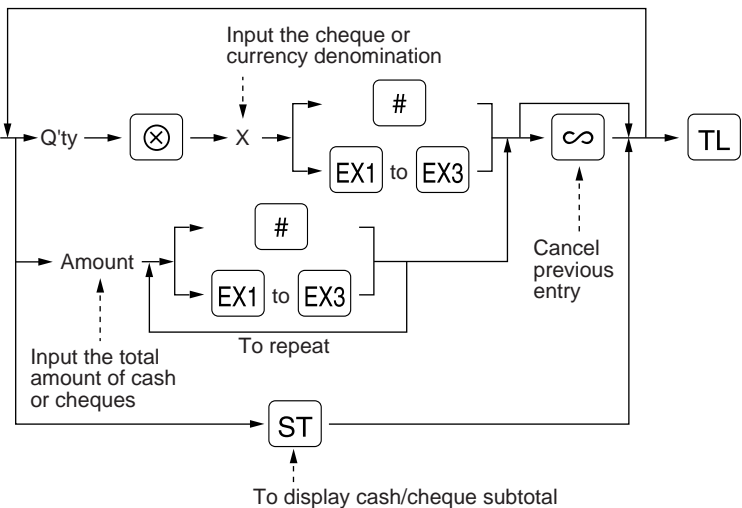 Input the cheque or
currency denomination
Q'ty
⊗
X
#
EX1 to EX3
∞
TL
Cancel
previous
entry
Amount
#
EX1 to EX3
To repeat
Input the total
amount of cash
or cheques
ST
To display cash/cheque subtotal